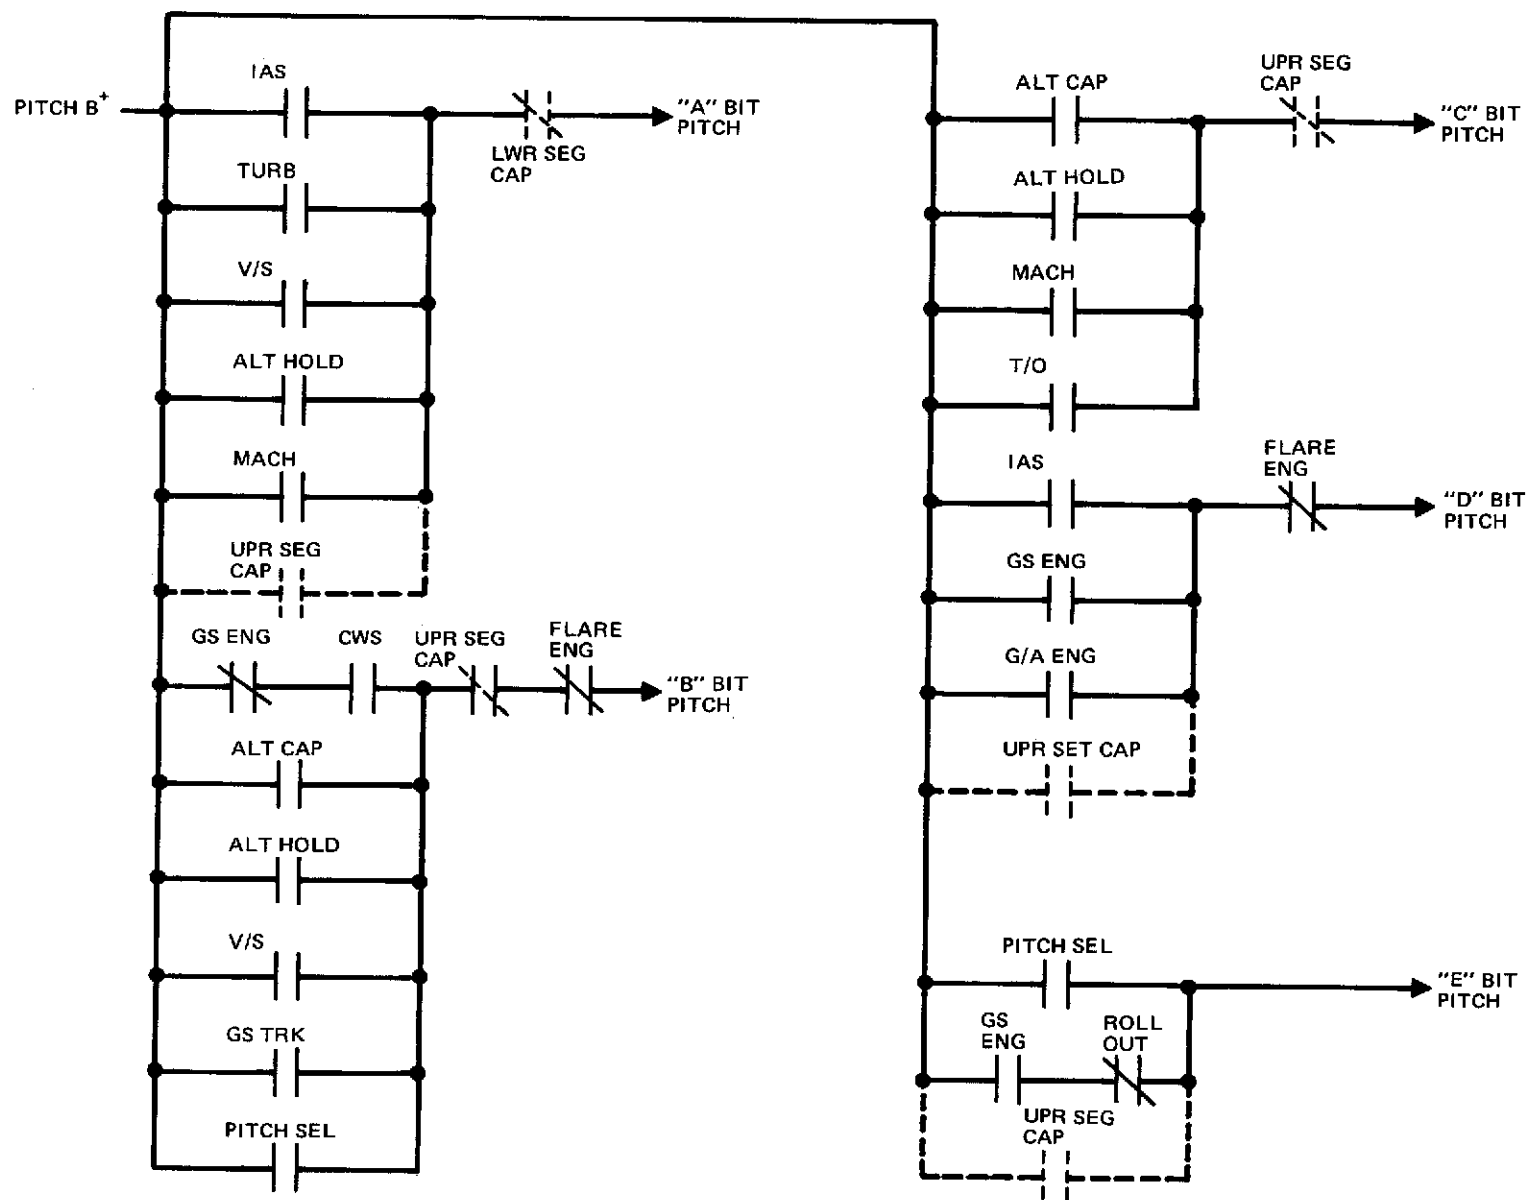 PITCH B+
IAS
LWR SEG
CAP
"A" BIT
PITCH
TURB
V/S
ALT HOLD
MACH
UPR SEG
CAP
GS ENG
CWS
UPR SEG
CAP
FLARE
ENG
"B" BIT
PITCH
ALT CAP
ALT HOLD
V/S
GS TRK
PITCH SEL
ALT CAP
UPR SEG
CAP
"C" BIT
PITCH
ALT HOLD
MACH
T/O
IAS
FLARE
ENG
"D" BIT
PITCH
GS ENG
G/A ENG
UPR SET CAP
PITCH SEL
"E" BIT
PITCH
GS
ENG
ROLL
OUT
UPR SEG
CAP